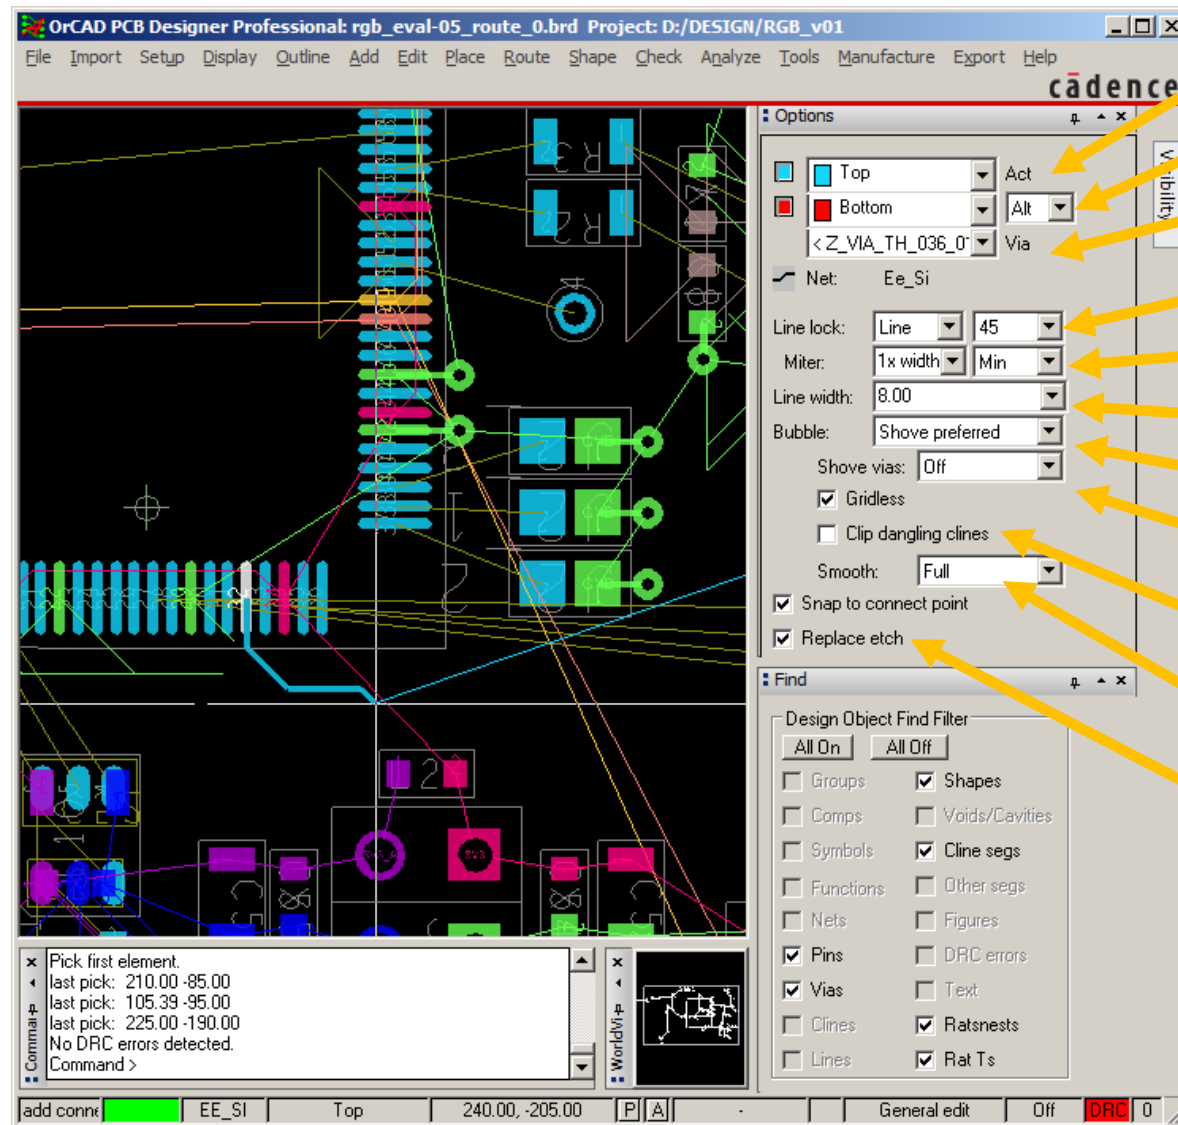 OrCAD PCB Designer Professional: rgb_eval-05_route_0.brd Project: D:/DESIGN/RGB_v01
File Import Setup Display Outline Add Edit Place Route Shape Check Analyze Tools Manufacture Export Help
cādence
Options
Visibility
Top Act
Bottom Alt
<Z_VIA_TH_036_0 Via
Net: Ee_Si
Line lock: Line 45
Miter: 1x width Min
Line width: 8.00
Bubble: Shove preferred
Shove vias: Off
Gridless
Clip dangling clines
Smooth: Full
Snap to connect point
Replace etch
Find
Design Object Find Filter
All On All Off
Groups Shapes
Comps Voids/Cavities
Symbols Cline segs
Functions Other segs
Nets Figures
Pins DRC errors
Vias Text
Clines Ratsnests
Lines Rat Ts
Comman
Pick first element.
last pick: 210.00 -85.00
last pick: 105.39 -95.00
last pick: 225.00 -190.00
No DRC errors detected.
Command >
WorldVi
add conne EE_SI Top 240.00, -205.00 P A - General edit Off DRC 0